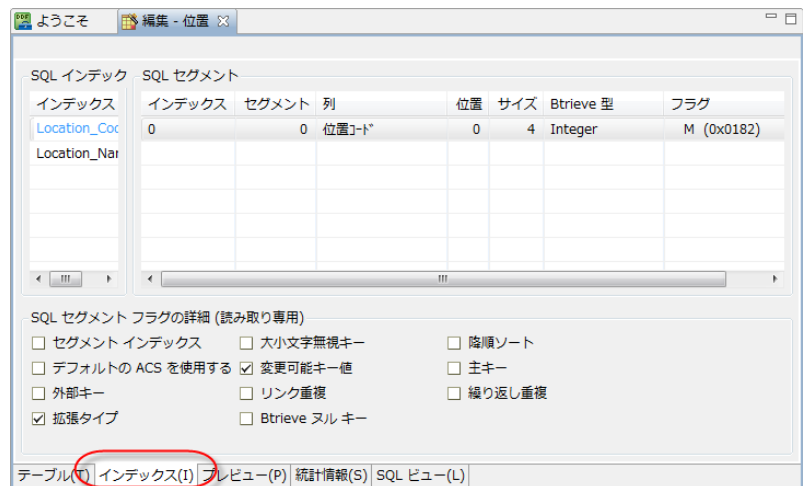 ようこそ 編集 - 位置
SQL インデック SQL セグメント
インデックス インデックス セグメント 列 位置 サイズ Btrieve 型 フラグ
Location_Coc 0 0 位置ｺｰﾄﾞ 0 4 Integer M (0x0182)
Location_Nar
SQL セグメント フラグの詳細 (読み取り専用)
セグメント インデックス 大小文字無視キー 降順ソート
デフォルトの ACS を使用する 変更可能キー値 主キー
外部キー リンク重複 繰り返し重複
拡張タイプ Btrieve ヌル キー
テーブル(T) インデックス(I) プレビュー(P) 統計情報(S) SQL ビュー(L)